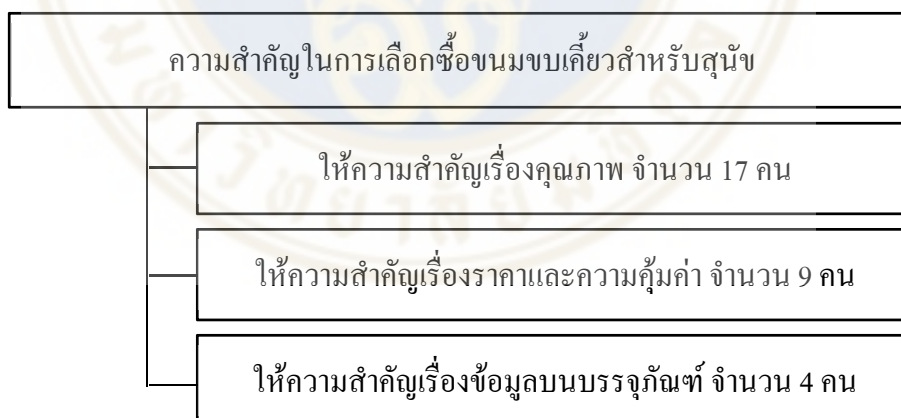 ความสำคัญในการเลือกซื้อขนมขบเคี้ยวสำหรับสุนัข
ให้ความสำคัญเรื่องคุณภาพ จำนวน 17 คน
ให้ความสำคัญเรื่องราคาและความคุ้มค่า จำนวน 9 คน
ให้ความสำคัญเรื่องข้อมูลบนบรรจุภัณฑ์ จำนวน 4 คน